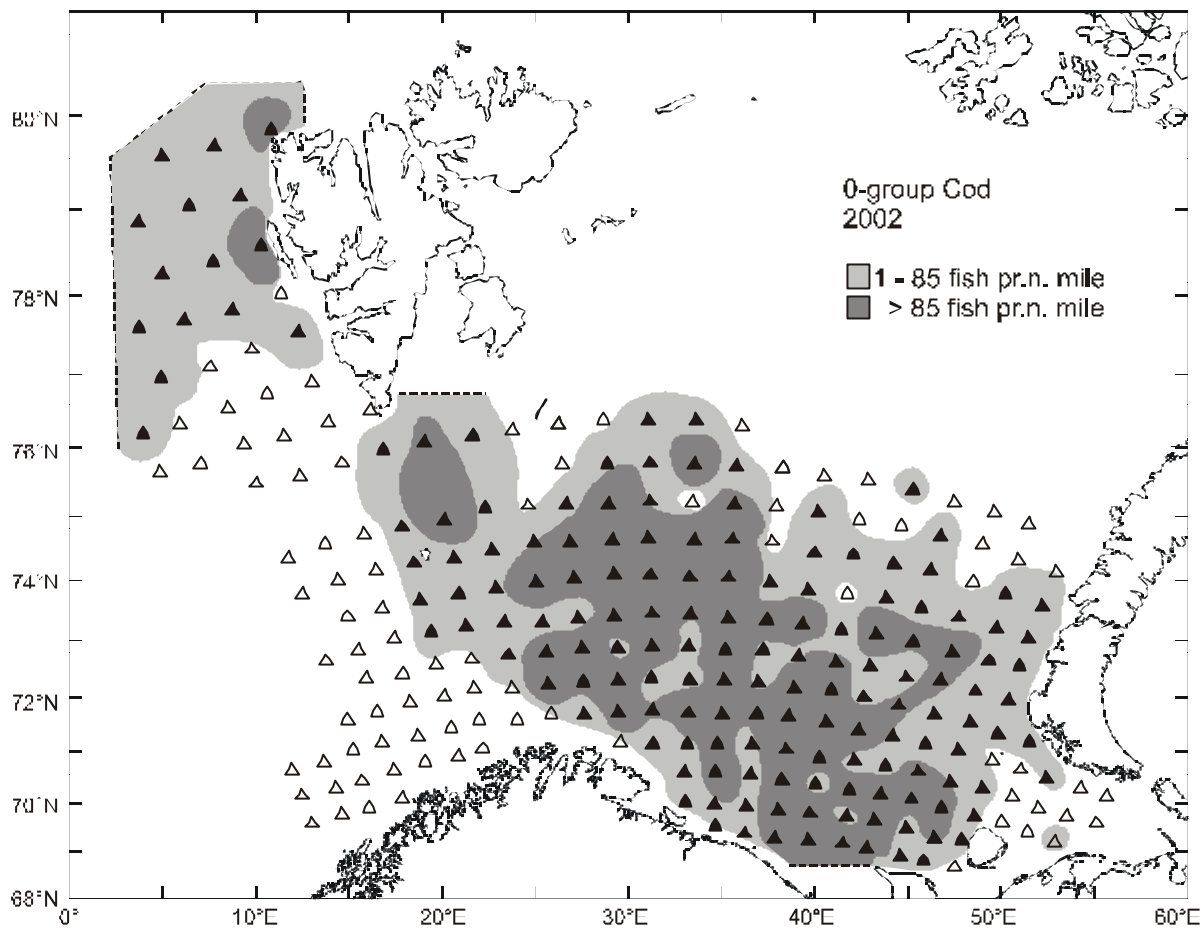 80°N
0-group Cod
2002
1 - 85 fish pr.n. mile
> 85 fish pr.n. mile
78°N
76°N
74°N
72°N
70°N
68°N
0° 10°E 20°E 30°E 40°E 50°E 60°E